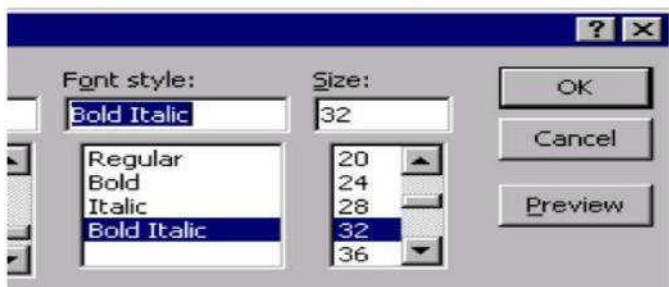 ?
Font style:
Size:
OK
Bold Italic
32
Cancel
Regular
Bold
Italic
Bold Italic
20
24
28
32
36
Preview